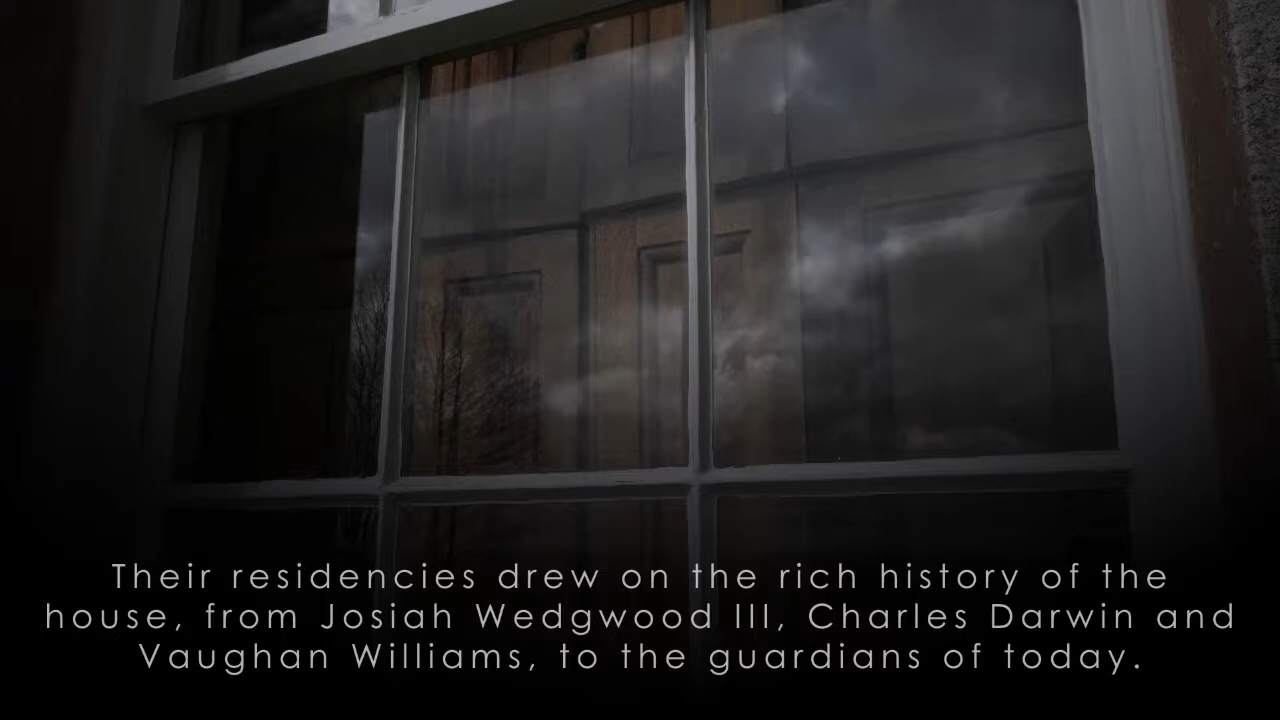 Their residencies drew on the rich history of the
house, from Josiah Wedgwood III, Charles Darwin and
Vaughan Williams, to the guardians of today.